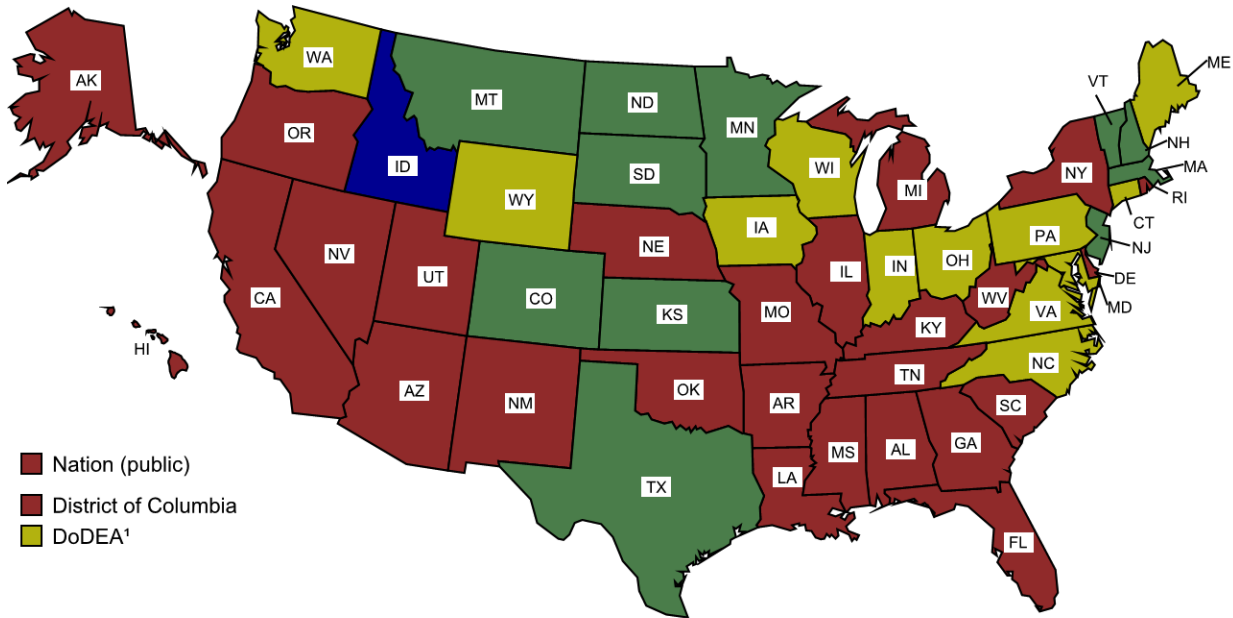 AK
WA
OR
ID
MT
ND
MN
SD
WY
WI
MI
NY
VT
ME
NH
MA
RI
CT
NJ
PA
DE
MD
NV
UT
CA
CO
NE
IA
IL
IN
OH
WV
VA
KS
MO
KY
NC
TN
SC
HI
AZ
NM
OK
AR
MS
AL
GA
LA
TX
FL
Nation (public)
District of Columbia
DoDEA¹